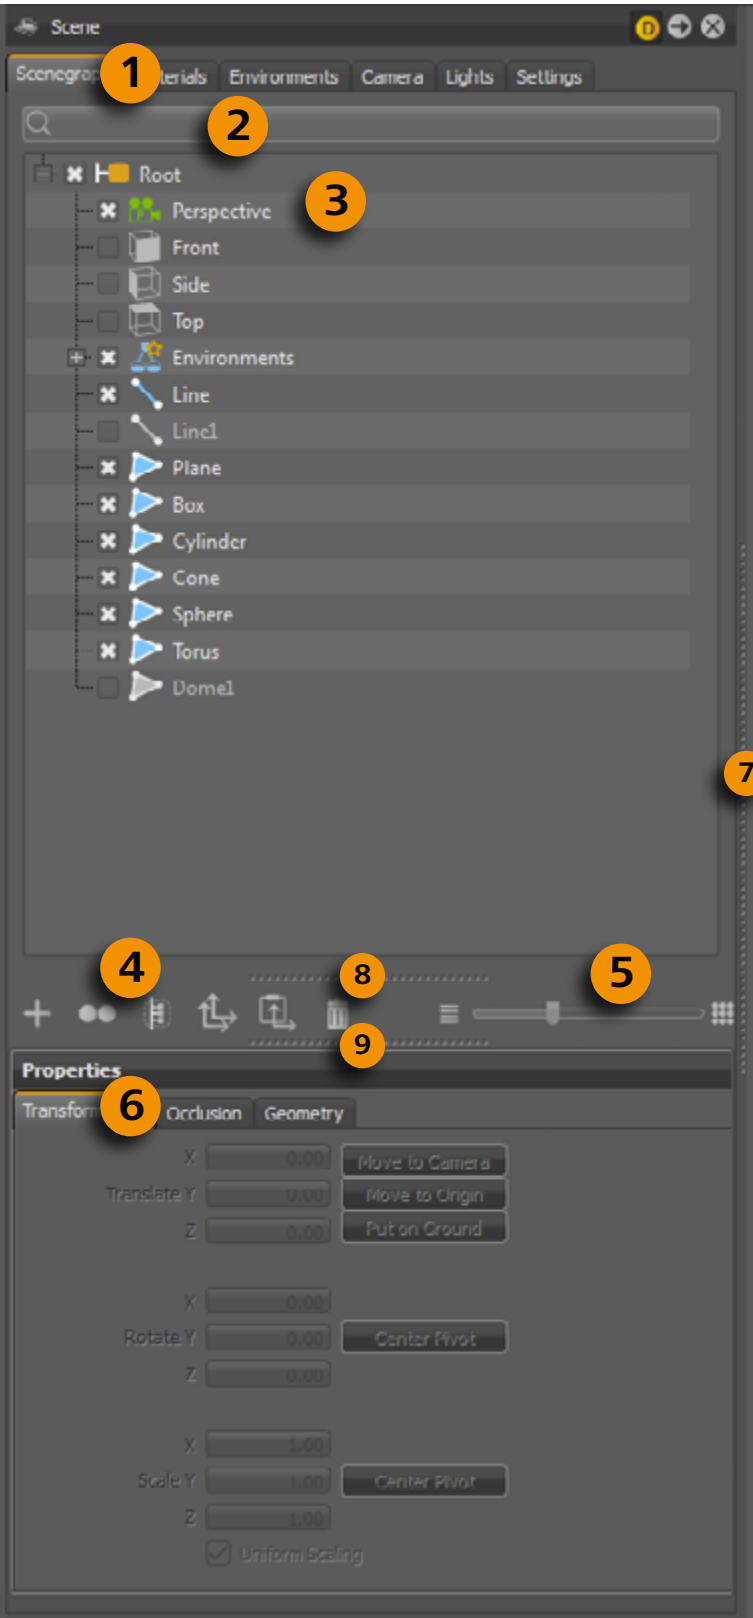 Scene D
Scenegrap 1 terials Environments Camera Lights Settings
2
Root
Perspective 3
Front
Side
Top
Environments
Line
Line1
Plane
Box
Cylinder
Cone
Sphere
Torus
Dome1
7
4 8 5
9
Properties
Transform 6 Occlusion Geometry
X 0.00 Move to Camera
Translate Y 0.00 Move to Origin
Z 0.00 Put on Ground
X 0.00
Rotate Y 0.00 Center Pivot
Z 0.00
X 1.00
Scale Y 1.00 Center Pivot
Z 1.00
Uniform Scaling